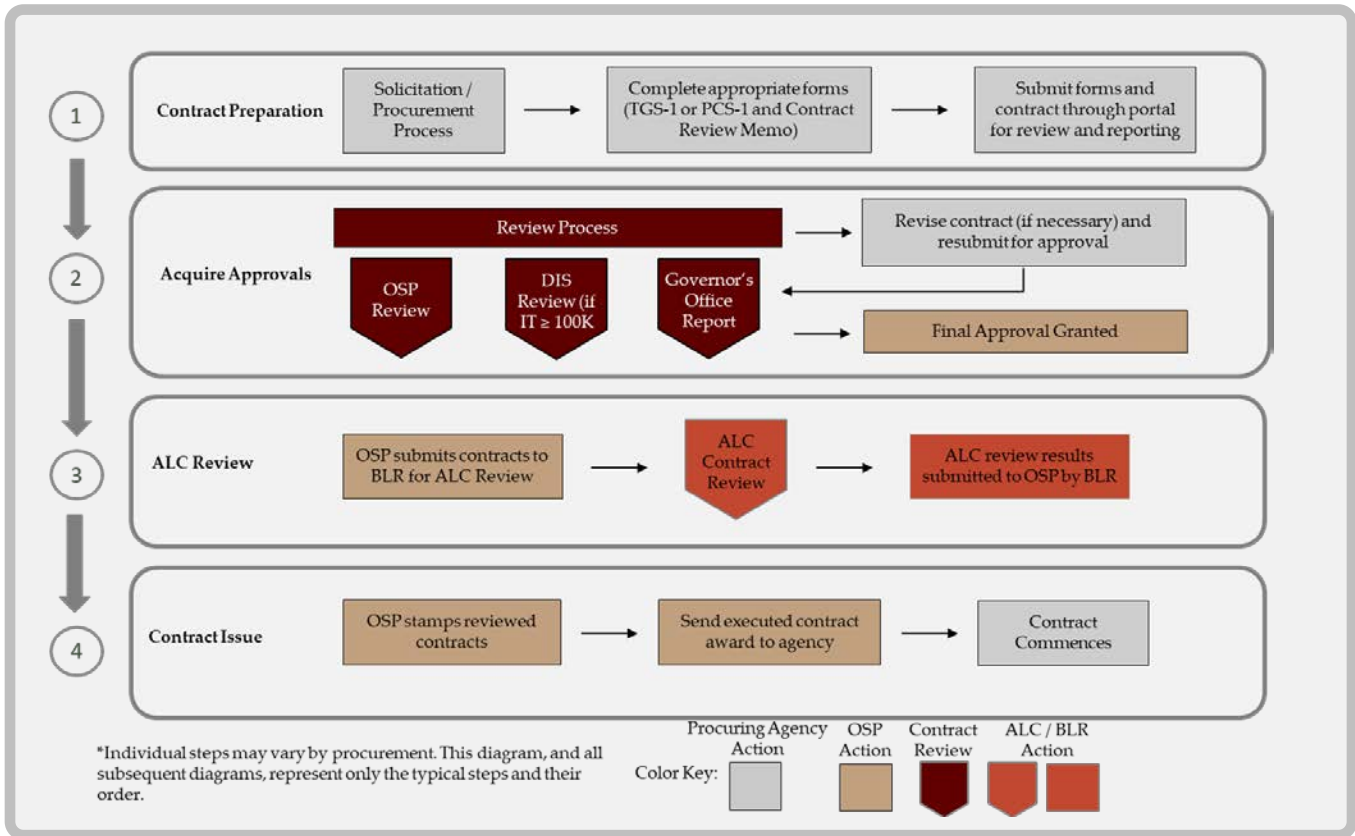 1
Contract Preparation
Solicitation /
Procurement
Process
Complete appropriate forms
(TGS-1 or PCS-1 and Contract
Review Memo)
Submit forms and
contract through portal
for review and reporting
2
Acquire Approvals
Review Process
Revise contract (if necessary) and
resubmit for approval
OSP
Review
DIS
Review (if
IT ≥ 100K
Governor's
Office
Report
Final Approval Granted
3
ALC Review
OSP submits contracts to
BLR for ALC Review
ALC
Contract
Review
ALC review results
submitted to OSP by BLR
4
Contract Issue
OSP stamps reviewed
contracts
Send executed contract
award to agency
Contract
Commences
*Individual steps may vary by procurement. This diagram, and all
subsequent diagrams, represent only the typical steps and their
order.
Color Key:
Procuring Agency
Action
OSP
Action
Contract
Review
ALC / BLR
Action